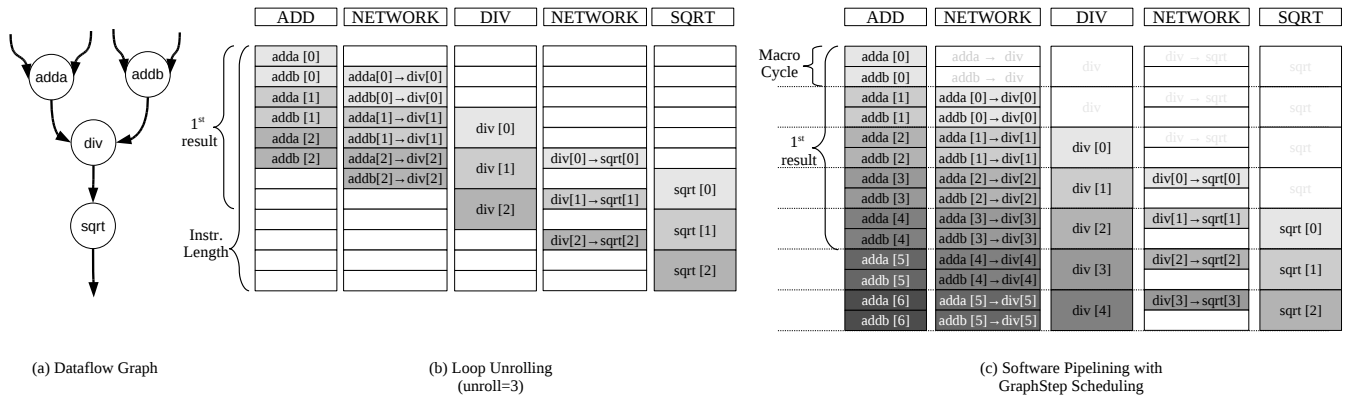 adda
addb
div
sqrt
(a) Dataflow Graph
ADD NETWORK DIV NETWORK SQRT
1st
result
Instr.
Length
adda [0]
addb [0] adda[0]→div[0]
adda [1] addb[0]→div[0]
addb [1] adda[1]→div[1]
div [0]
adda [2] addb[1]→div[1]
addb [2] adda[2]→div[2] div[0]→sqrt[0]
div [1]
addb[2]→div[2]
sqrt [0]
div[1]→sqrt[1]
div [2]
sqrt [1]
div[2]→sqrt[2]
sqrt [2]
(b) Loop Unrolling
(unroll=3)
ADD NETWORK DIV NETWORK SQRT
Macro
Cycle
1st
result
adda [0] adda → div div → sqrt
div sqrt
addb [0] addb → div
adda [1] adda [0]→div[0] div → sqrt
div
addb [1] addb [0]→div[0]
adda [2] adda [1]→div[1] div → sqrt
div [0]
addb [2] addb [1]→div[1]
adda [3] adda [2]→div[2] div[0]→sqrt[0]
div [1] sqrt
addb [3] addb [2]→div[2]
adda [4] adda [3]→div[3] div[1]→sqrt[1]
div [2] sqrt [0]
addb [4] addb [3]→div[3]
adda [5] adda [4]→div[4] div[2]→sqrt[2]
div [3] sqrt [1]
addb [5] addb [4]→div[4]
adda [6] adda [5]→div[5] div[3]→sqrt[3]
div [4] sqrt [2]
addb [6] addb [5]→div[5]
(c) Software Pipelining with
GraphStep Scheduling